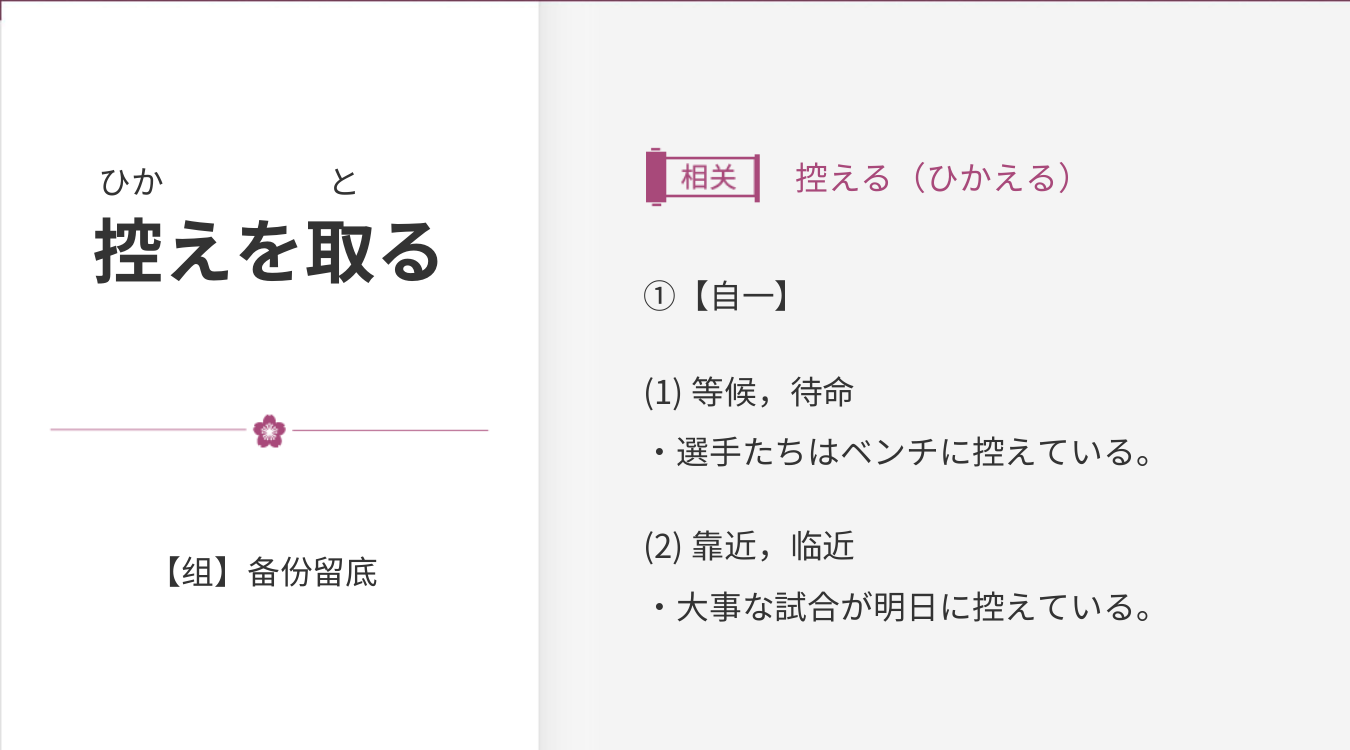 ひか と
控えを取る
【组】备份留底
相关 控える（ひかえる）
①【自一】
(1) 等候，待命
・選手たちはベンチに控えている。
(2) 靠近，临近
・大事な試合が明日に控えている。